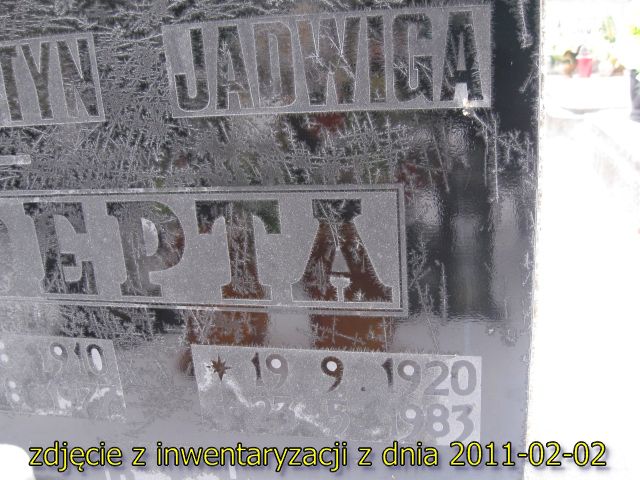 TYN JADWIGA
EPTA
1910 * 19 9. 1920
1983
zdjęcie z inwentaryzacji z dnia 2011-02-02